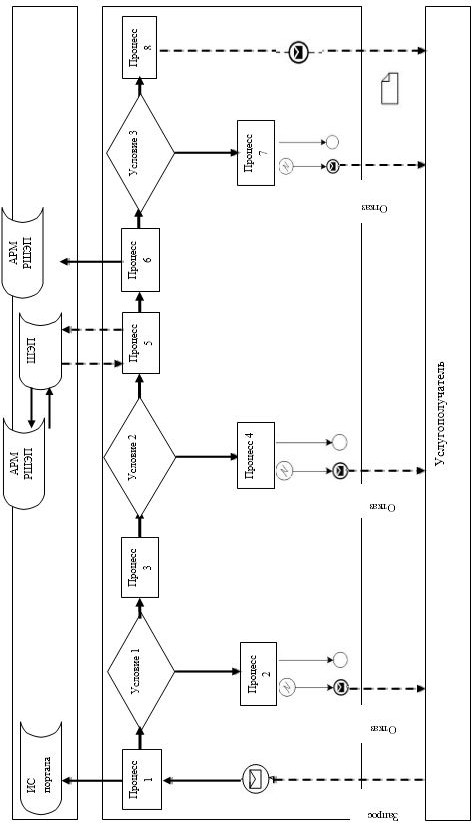 АРМ
РШЭП
ШЭП
АРМ
РШЭП
ИС
портала
Процесс
8
Условие 3
Процесс
7
Процесс
6
Процесс
5
Условие 2
Процесс 4
Процесс
3
Условие 1
Процесс
2
Процесс
1
N
N
N
Отказ
Отказ
Отказ
Запрос
Услугополучатель